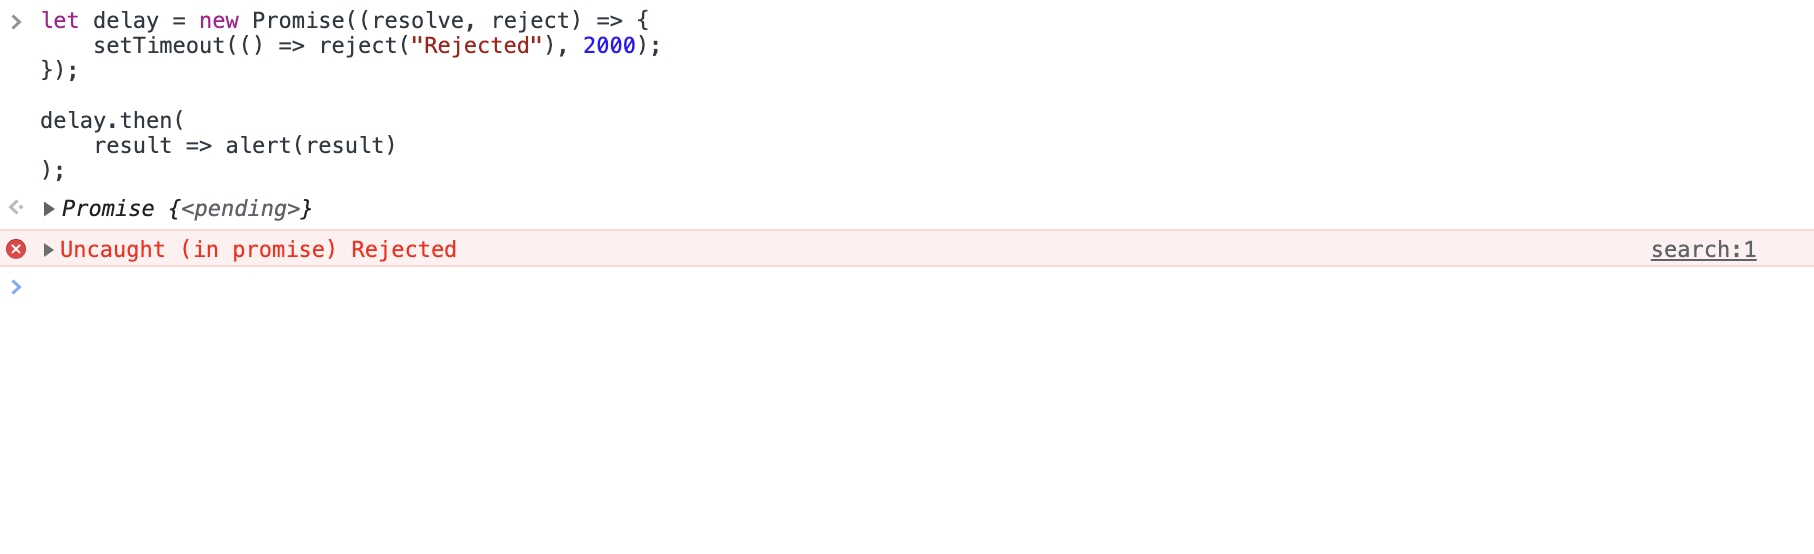 let delay = new Promise((resolve, reject) => {
    setTimeout(() => reject("Rejected"), 2000);
});

delay.then(
    result => alert(result)
);
Promise {<pending>}
Uncaught (in promise) Rejected search:1